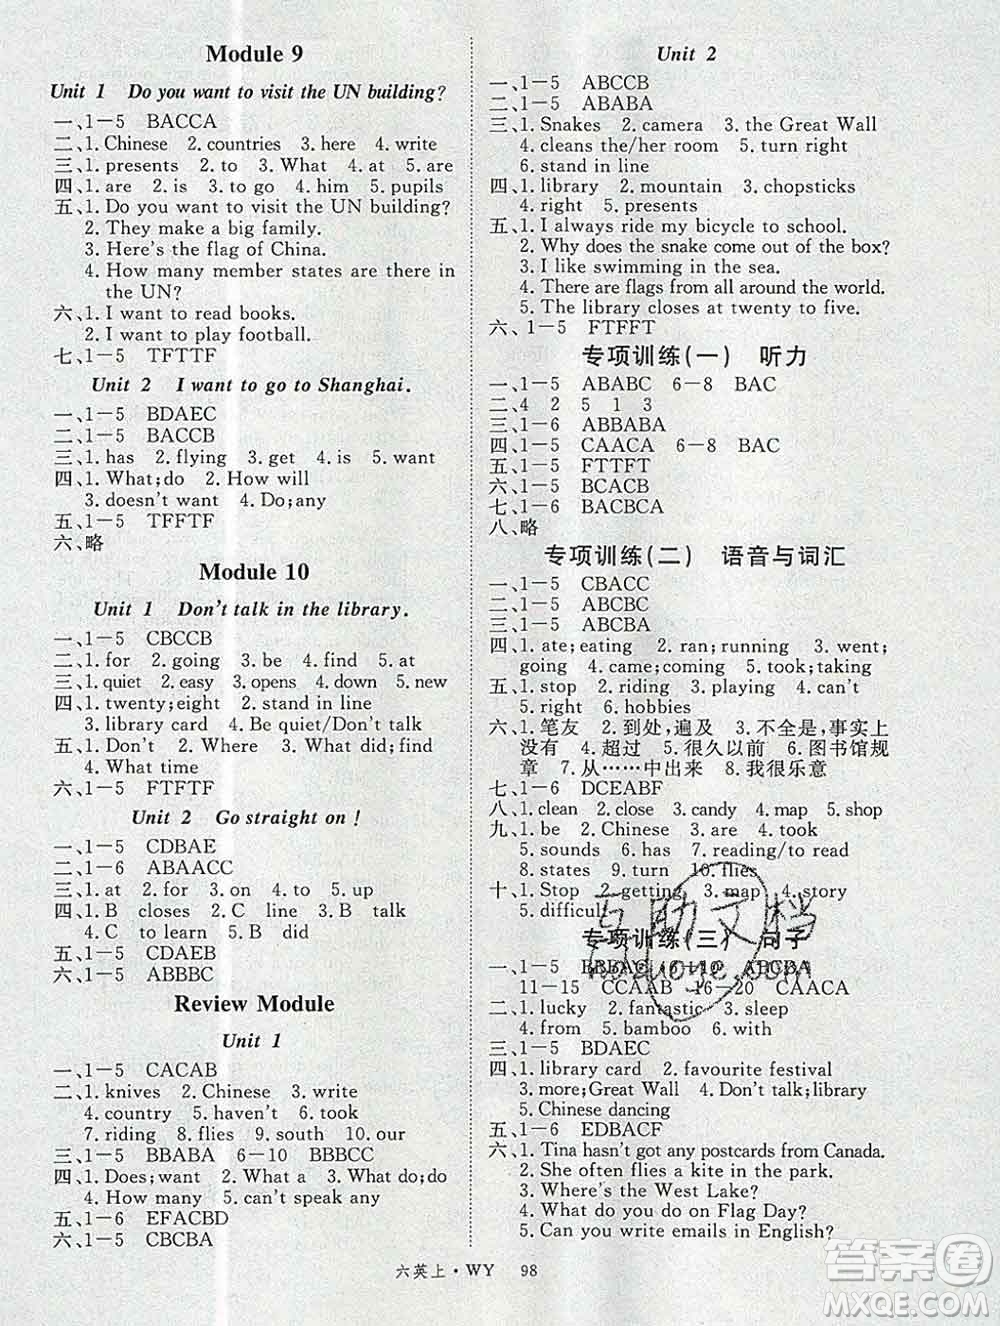 Module 9
Unit 1 Do you want to visit the UN building?
一、1－5 BACCA
二、1. Chinese 2. countries 3. here 4. write
三、1. presents 2. to 3. What 4. at 5. are
四、1. are 2. is 3. to go 4. him 5. pupils
五、1. Do you want to visit the UN building?
2. They make a big family.
3. Here's the flag of China.
4. How many member states are there in
the UN?
六、1. I want to read books.
2. I want to play football.
七、1－5 TFTTF
Unit 2 I want to go to Shanghai.
一、1－5 BDAEC
二、1－5 BACCB
三、1. has 2. flying 3. get 4. is 5. want
四、1. What;do 2. How will
3. doesn't want 4. Do;any
五、1－5 TFFTF
六、略
Module 10
Unit 1 Don't talk in the library.
一、1－5 CBCCB
二、1. for 2. going 3. be 4. find 5. at
三、1. quiet 2. easy 3. opens 4. down 5. new
四、1. twenty;eight 2. stand in line
3. library card 4. Be quiet/Don't talk
五、1. Don't 2. Where 3. What did;find
4. What time
六、1－5 FTFTF
Unit 2 Go straight on!
一、1－5 CDBAE
二、1－6 ABAACC
三、1. at 2. for 3. on 4. to 5. up
四、1. B closes 2. C line 3. B talk
4. C to learn 5. B did
五、1－5 CDAEB
六、1－5 ABBBC
Review Module
Unit 1
一、1－5 CACAB
二、1. knives 2. Chinese 3. write
4. country 5. haven't 6. took
7. riding 8. flies 9. south 10. our
三、1－5 BBABA 6－10 BBBCC
四、1. Does;want 2. What a 3. What do;do
4. How many 5. can't speak any
五、1－6 EFACBD
六、1－5 CBCBA
Unit 2
一、1－5 ABCCB
二、1－5 ABABA
三、1. Snakes 2. camera 3. the Great Wall
4. cleans the/her room 5. turn right
6. stand in line
四、1. library 2. mountain 3. chopsticks
4. right 5. presents
五、1. I always ride my bicycle to school.
2. Why does the snake come out of the box?
3. I like swimming in the sea.
4. There are flags from all around the world.
5. The library closes at twenty to five.
六、1－5 FTFFT
专项训练(一) 听力
一、1－5 ABABC 6－8 BAC
二、4 2 5 1 3
三、1－6 ABBABA
四、1－5 CAACA 6－8 BAC
五、1－5 FTTFT
六、1－5 BCACB
七、1－6 BACBCA
八、略
专项训练(二) 语音与词汇
一、1－5 CBACC
二、1－5 ABCBC
三、1－5 ABCBA
四、1. ate;eating 2. ran;running 3. went;
going 4. came;coming 5. took;taking
五、1. stop 2. riding 3. playing 4. can't
5. right 6. hobbies
六、1. 笔友 2. 到处,遍及 3. 不全是,事实上
没有 4. 超过 5. 很久以前 6. 图书馆规
章 7. 从……中出来 8. 我很乐意
七、1－6 DCEABF
八、1. clean 2. close 3. candy 4. map 5. shop
九、1. be 2. Chinese 3. are 4. took
5. sounds 6. has 7. reading/to read
8. states 9. turn 10. flies
十、1. Stop 2. getting 3. map 4. story
5. difficult
专项训练(三) 句子
一、1－5 BBBAC 6－10 ABCBA
11－15 CCAAB 16－20 CAACA
二、1. lucky 2. fantastic 3. sleep
4. from 5. bamboo 6. with
三、1－5 BDAEC
四、1. library card 2. favourite festival
3. more;Great Wall 4. Don't talk;library
5. Chinese dancing
五、1－6 EDBACF
六、1. Tina hasn't got any postcards from Canada.
2. She often flies a kite in the park.
3. Where's the West Lake?
4. What do you do on Flag Day?
5. Can you write emails in English?
六英上·WY 98
互助文档
hozuone.com
作业帮答案圈
MXQE.COM